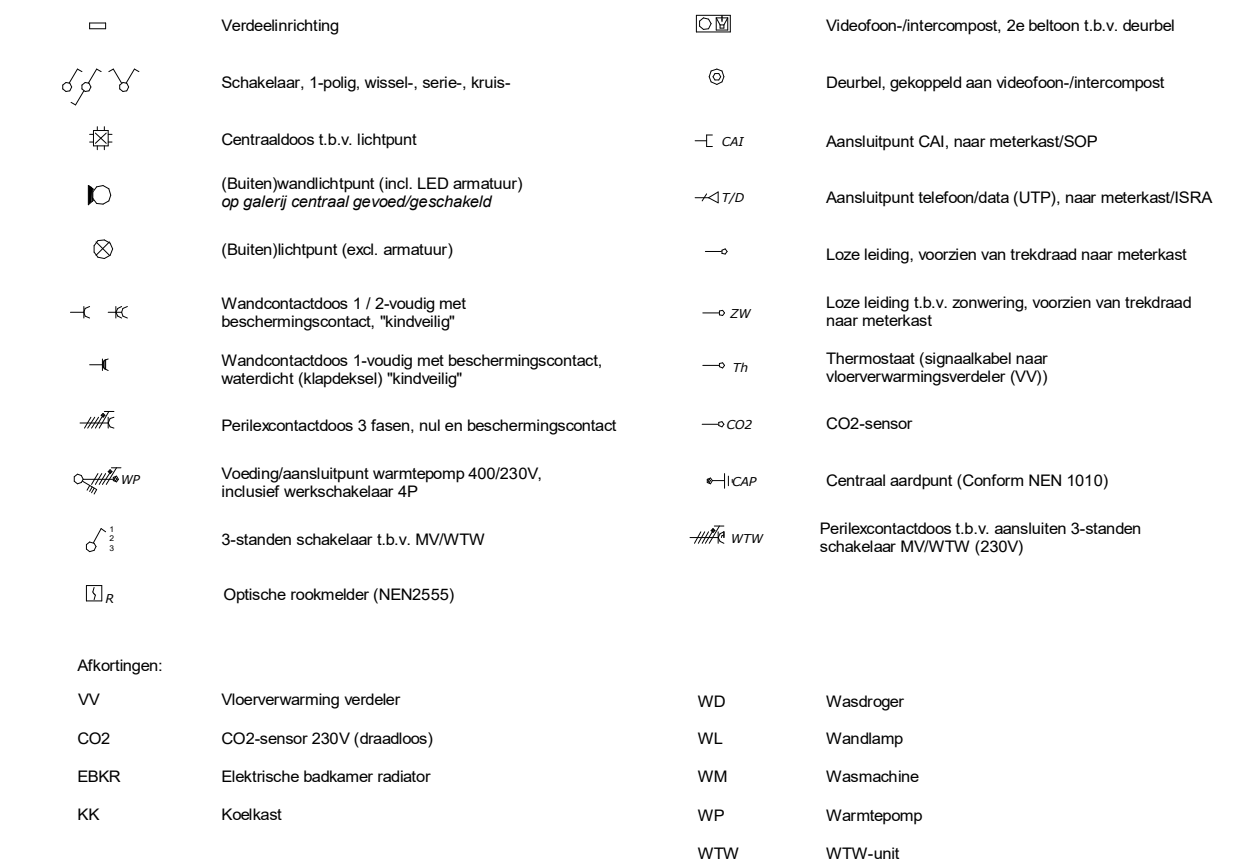 Verdeelinrichting
Schakelaar, 1-polig, wissel-, serie-, kruis-
Centraaldoos t.b.v. lichtpunt
(Buiten)wandlichtpunt (incl. LED armatuur)
op galerij centraal gevoed/geschakeld
(Buiten)lichtpunt (excl. armatuur)
Wandcontactdoos 1 / 2-voudig met
beschermingscontact, "kindveilig"
Wandcontactdoos 1-voudig met beschermingscontact,
waterdicht (klapdeksel) "kindveilig"
Perilexcontactdoos 3 fasen, nul en beschermingscontact
WP
Voeding/aansluitpunt warmtepomp 400/230V,
inclusief werkschakelaar 4P
1
2
3
3-standen schakelaar t.b.v. MV/WTW
R
Optische rookmelder (NEN2555)
Videofoon-/intercompost, 2e beltoon t.b.v. deurbel
Deurbel, gekoppeld aan videofoon-/intercompost
CAI
Aansluitpunt CAI, naar meterkast/SOP
T/D
Aansluitpunt telefoon/data (UTP), naar meterkast/ISRA
Loze leiding, voorzien van trekdraad naar meterkast
ZW
Loze leiding t.b.v. zonwering, voorzien van trekdraad
naar meterkast
Th
Thermostaat (signaalkabel naar
vloerverwarmingsverdeler (VV))
CO2
CO2-sensor
CAP
Centraal aardpunt (Conform NEN 1010)
WTW
Perilexcontactdoos t.b.v. aansluiten 3-standen
schakelaar MV/WTW (230V)
Afkortingen:
VV Vloerverwarming verdeler
CO2 CO2-sensor 230V (draadloos)
EBKR Elektrische badkamer radiator
KK Koelkast
WD Wasdroger
WL Wandlamp
WM Wasmachine
WP Warmtepomp
WTW WTW-unit